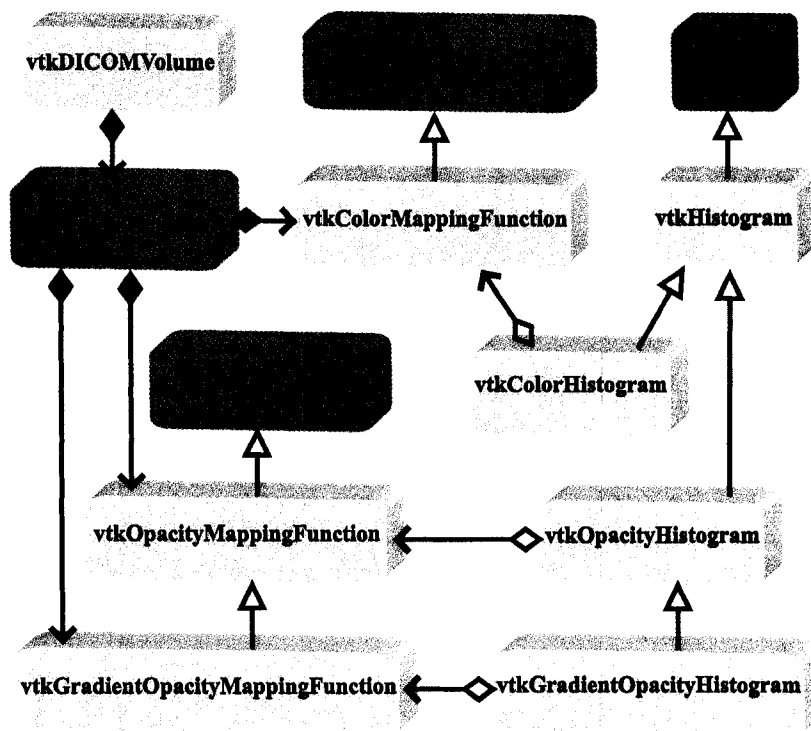 vtkDICOMVolume
vtkColorMappingFunction
vtkHistogram
vtkColorHistogram
vtkOpacityMappingFunction
vtkOpacityHistogram
vtkGradientOpacityMappingFunction
vtkGradientOpacityHistogram